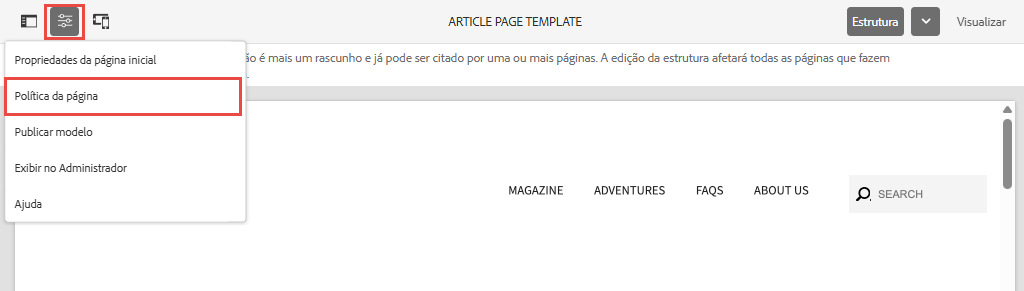 ARTICLE PAGE TEMPLATE
Estrutura
Visualizar
Propriedades da página inicial
Política da página
Publicar modelo
Exibir no Administrador
Ajuda
é mais um rascunho e já pode ser citado por uma ou mais páginas. A edição da estrutura afetará todas as páginas que fazem
MAGAZINE
ADVENTURES
FAQS
ABOUT US
SEARCH